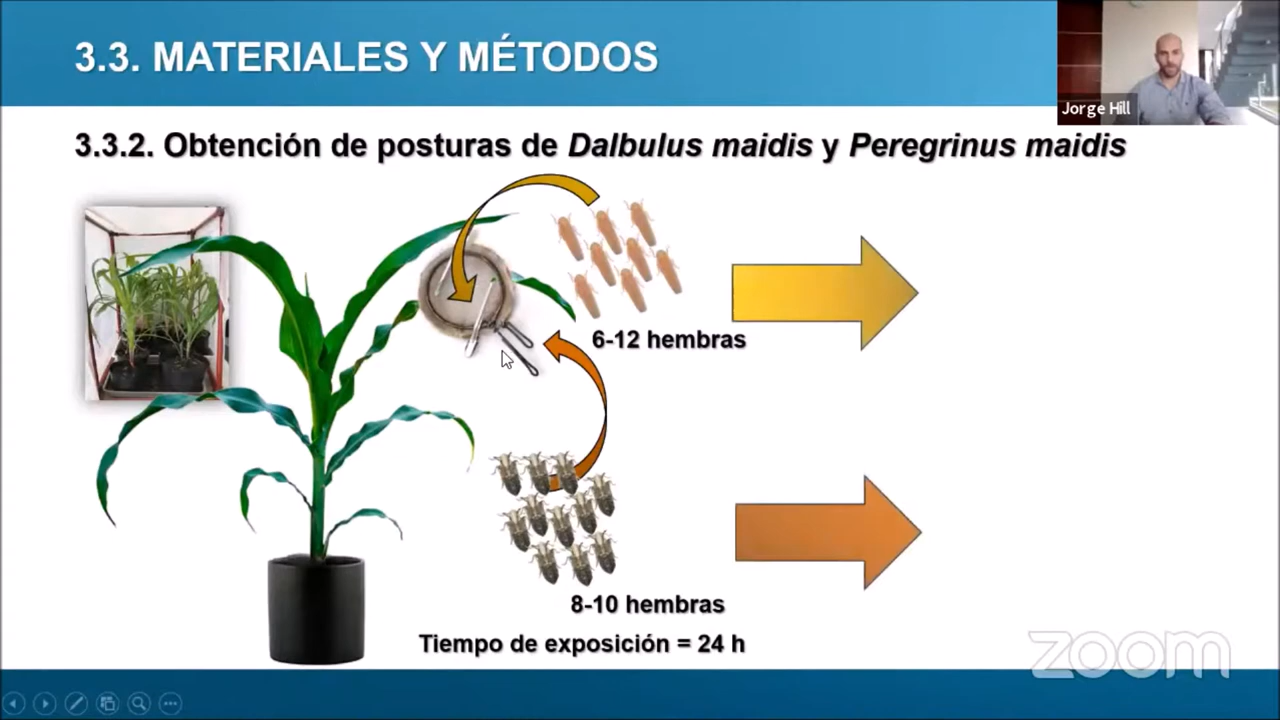 3.3. MATERIALES Y MÉTODOS
Jorge Hill
3.3.2. Obtención de posturas de Dalbulus maidis y Peregrinus maidis
6-12 hembras
8-10 hembras
Tiempo de exposición = 24 h
zoom